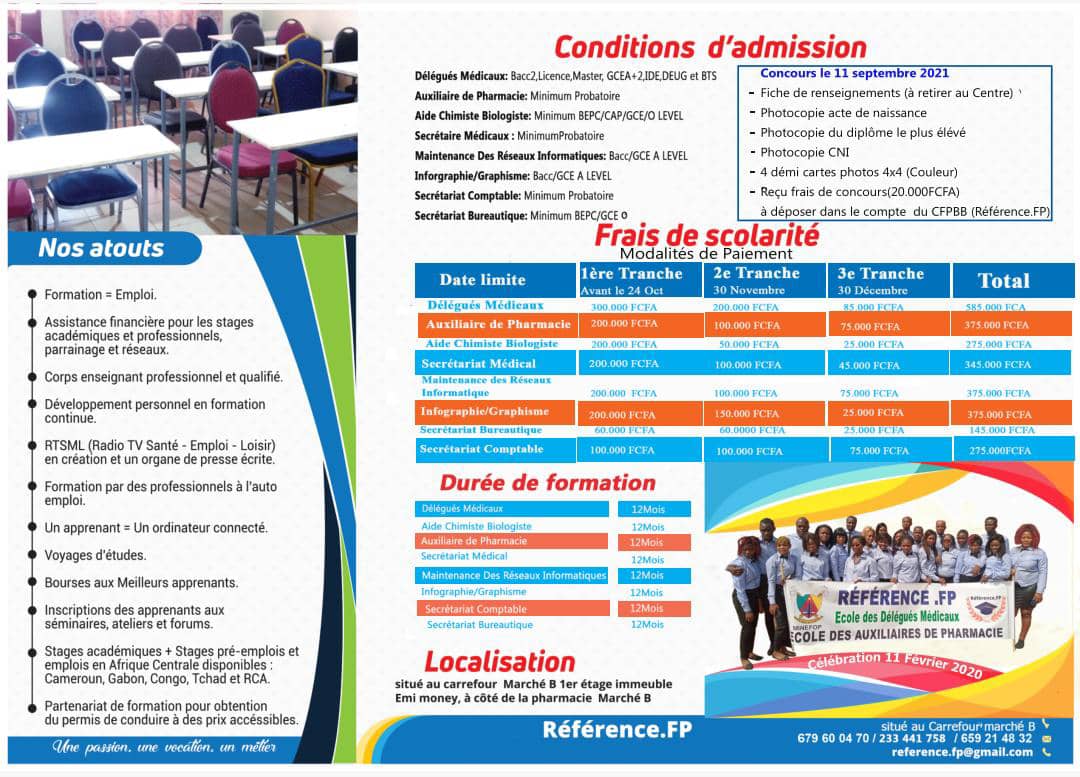 Nos atouts
Formation = Emploi.
Assistance financière pour les stages
académiques et professionnels,
parrainage et réseaux.
Corps enseignant professionnel et qualifié.
Développement personnel en formation
continue.
RTSML (Radio TV Santé - Emploi - Loisir)
en création et un organe de presse écrite.
Formation par des professionnels à l'auto
emploi.
Un apprenant = Un ordinateur connecté.
Voyages d'études.
Bourses aux Meilleurs apprenants.
Inscriptions des apprenants aux
séminaires, ateliers et forums.
Stages académiques + Stages pré-emplois et
emplois en Afrique Centrale disponibles :
Cameroun, Gabon, Congo, Tchad et RCA.
Partenariat de formation pour obtention
du permis de conduire à des prix accéssibles.
Une passion, une vocation, un métier
Conditions d'admission
Délégués Médicaux: Bacc2,Licence,Master, GCEA+2,IDE,DEUG et BTS
Auxiliaire de Pharmacie: Minimum Probatoire
Aide Chimiste Biologiste: Minimum BEPC/CAP/GCE/O LEVEL
Secrétaire Médicaux : MinimumProbatoire
Maintenance Des Réseaux Informatiques: Bacc/GCE A LEVEL
Inforgraphie/Graphisme: Bacc/GCE A LEVEL
Secrétariat Comptable: Minimum Probatoire
Secrétariat Bureautique: Minimum BEPC/GCE O
Concours le 11 septembre 2021
- Fiche de renseignements (à retirer au Centre)
- Photocopie acte de naissance
- Photocopie du diplôme le plus élévé
- Photocopie CNI
- 4 démi cartes photos 4x4 (Couleur)
- Reçu frais de concours(20.000FCFA)
à déposer dans le compte du CFPBB (Référence.FP)
Frais de scolarité
Modalités de Paiement
Date limite 1ère Tranche Avant le 24 Oct 2e Tranche 30 Novembre 3e Tranche 30 Décembre Total
Délégués Médicaux 300.000 FCFA 200.000 FCFA 85.000 FCFA 585.000 FCA
Auxiliaire de Pharmacie 200.000 FCFA 100.000 FCFA 75.000 FCFA 375.000 FCFA
Aide Chimiste Biologiste 200.000 FCFA 50.000 FCFA 25.000 FCFA 275.000 FCFA
Secrétariat Médical 200.000 FCFA 100.000 FCFA 45.000 FCFA 345.000 FCFA
Maintenance des Réseaux
Informatique 200.000 FCFA 100.000 FCFA 75.000 FCFA 375.000 FCFA
Infographie/Graphisme 200.000 FCFA 150.000 FCFA 25.000 FCFA 375.000 FCFA
Secrétariat Bureautique 60.000 FCFA 60.0000 FCFA 25.000 FCFA 145.000 FCFA
Secrétariat Comptable 100.000 FCFA 100.000 FCFA 75.000 FCFA 275.000FCFA
Durée de formation
Délégués Médicaux 12Mois
Aide Chimiste Biologiste 12Mois
Auxiliaire de Pharmacie 12Mois
Secrétariat Médical 12Mois
Maintenance Des Réseaux Informatiques 12Mois
Infographie/Graphisme 12Mois
Secrétariat Comptable 12Mois
Secrétariat Bureautique 12Mois
Localisation
situé au carrefour Marché B 1er étage immeuble
Emi money, à côté de la pharmacie Marché B
RÉFÉRENCE .FP
Ecole des Délégués Médicaux
ECOLE DES AUXILIAIRES DE PHARMACIE
MINEFOP
Référence.FP
Célébration 11 Février 2020
Référence.FP
situé au Carrefour marché B
679 60 04 70 / 233 441 758 / 659 21 48 32
reference.fp@gmail.com